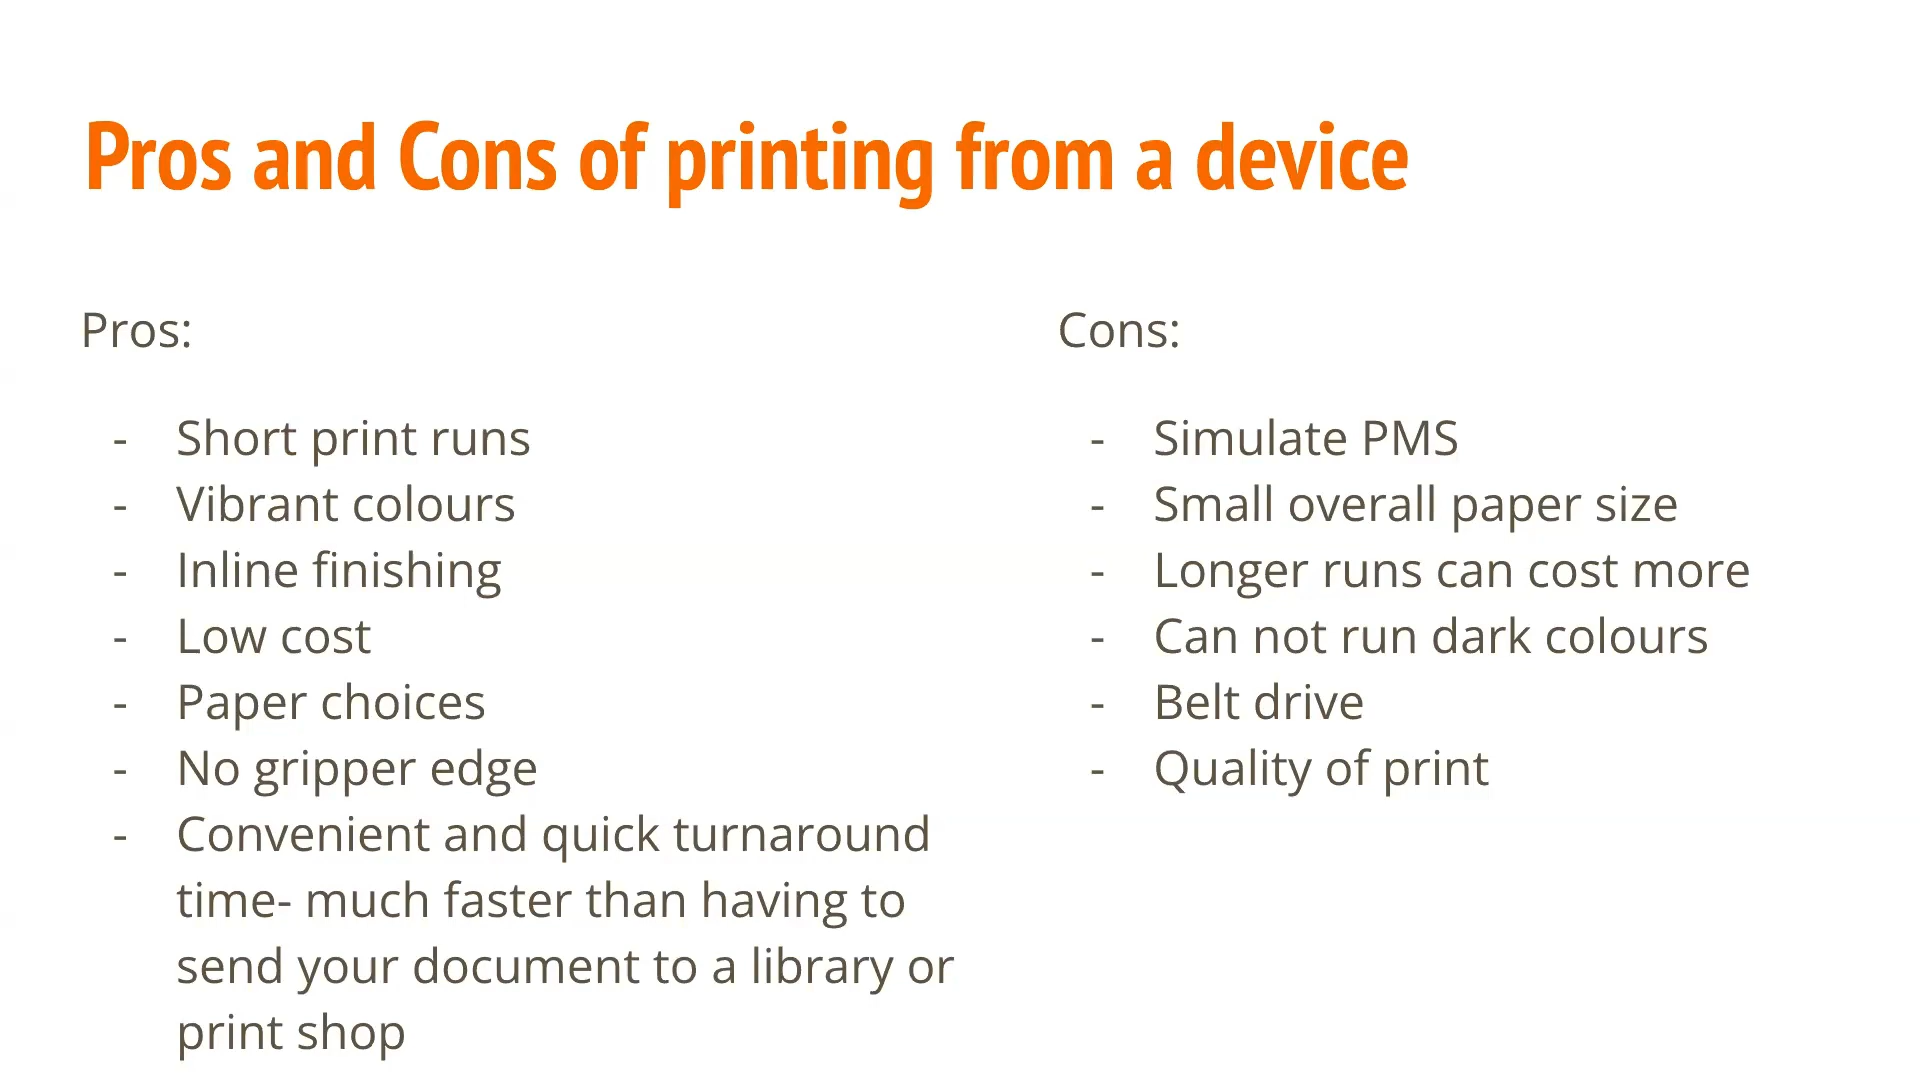 Pros and Cons of printing from a device
Pros:
- Short print runs
- Vibrant colours
- Inline finishing
- Low cost
- Paper choices
- No gripper edge
- Convenient and quick turnaround
time- much faster than having to
send your document to a library or
print shop
Cons:
- Simulate PMS
- Small overall paper size
- Longer runs can cost more
- Can not run dark colours
- Belt drive
- Quality of print